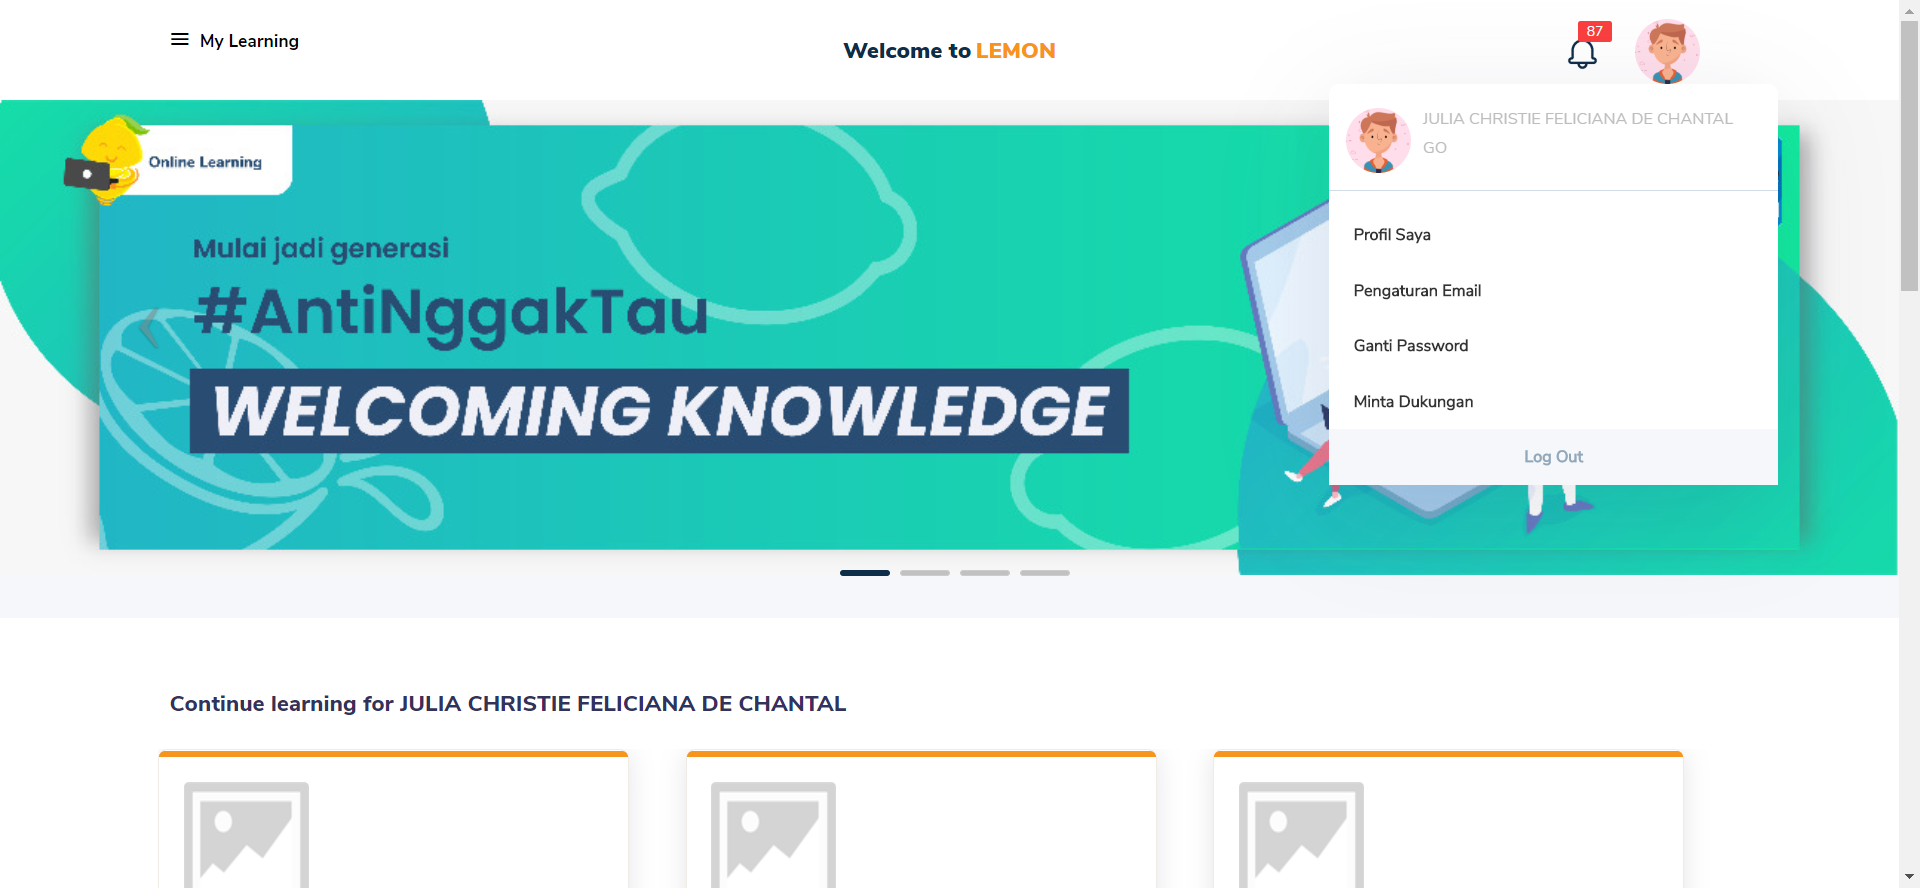 My Learning
Welcome to LEMON
87
JULIA CHRISTIE FELICIANA DE CHANTAL
GO
Profil Saya
Pengaturan Email
Ganti Password
Minta Dukungan
Log Out
Online Learning
Mulai jadi generasi
#AntiNggakTau
WELCOMING KNOWLEDGE
Continue learning for JULIA CHRISTIE FELICIANA DE CHANTAL